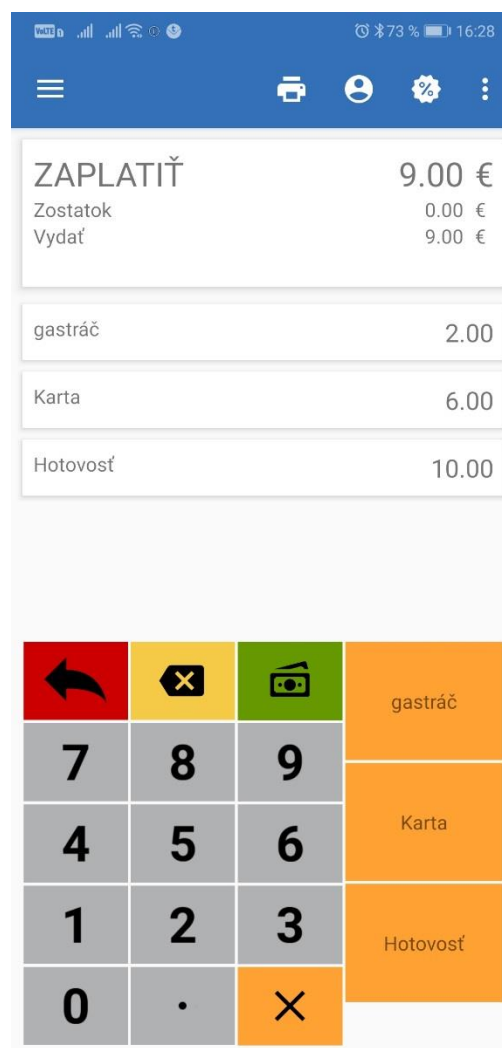 VoLTE 73 % 16:28
%
ZAPLATIŤ 9.00 €
Zostatok 0.00 €
Vydať 9.00 €
gastráč 2.00
Karta 6.00
Hotovosť 10.00
gastráč
7 8 9
Karta
4 5 6
1 2 3
Hotovosť
0 .